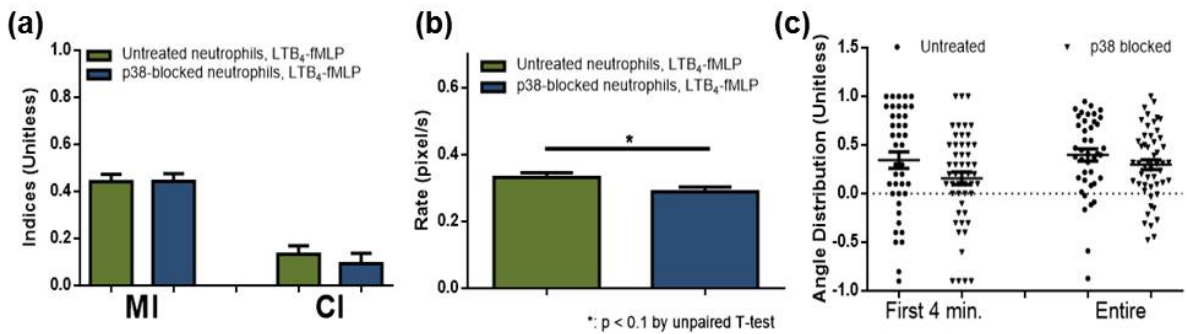 (a)
1.0
0.8
0.6
0.4
0.2
0.0
Indices (Unitless)
Untreated neutrophils, LTB₄-fMLP
p38-blocked neutrophils, LTB₄-fMLP
MI
CI
(b)
0.6
0.4
0.2
0.0
Rate (pixel/s)
Untreated neutrophils, LTB₄-fMLP
p38-blocked neutrophils, LTB₄-fMLP
*
*: p < 0.1 by unpaired T-test
(c)
1.5
1.0
0.5
0.0
-0.5
-1.0
Angle Distribution (Unitless)
Untreated
p38 blocked
First 4 min.
Entire